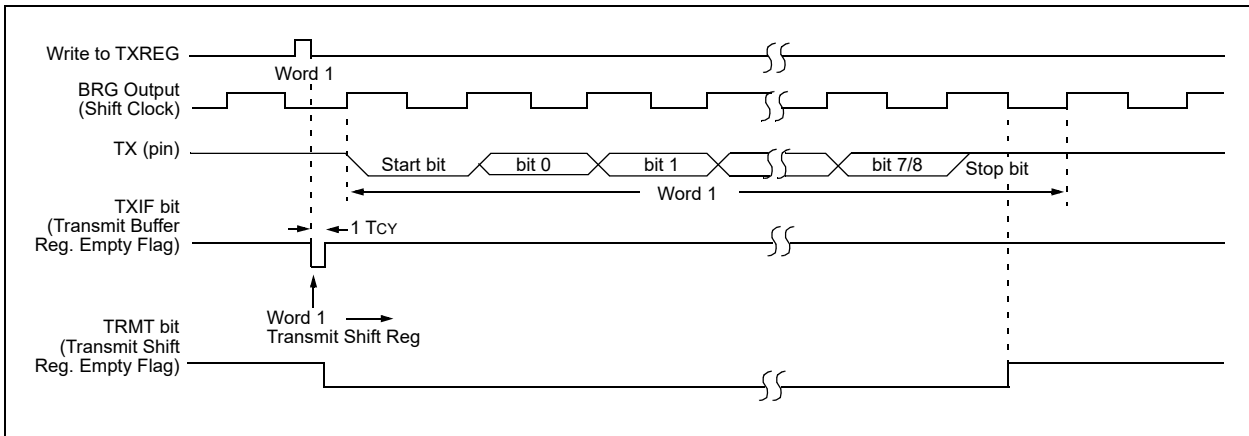 Write to TXREG
Word 1
BRG Output
(Shift Clock)
TX (pin)
Start bit
bit 0
bit 1
bit 7/8
Stop bit
Word 1
TXIF bit
(Transmit Buffer
Reg. Empty Flag)
1 TCY
Word 1
Transmit Shift Reg
TRMT bit
(Transmit Shift
Reg. Empty Flag)